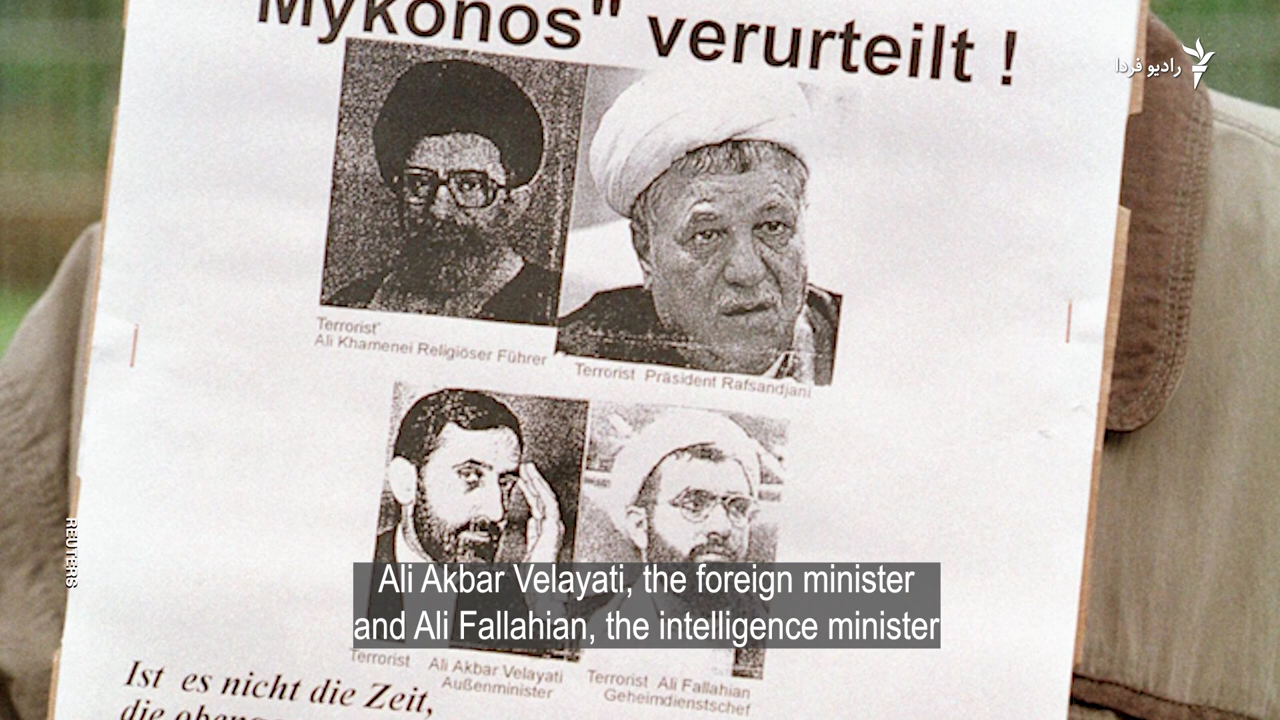 Mykonos" verurteilt !
رادیو فردا
Terrorist
Ali Khamenei Religiöser Führer
Terrorist Präsident Rafsandjani
REUTERS
Ali Akbar Velayati, the foreign minister
and Ali Fallahian, the intelligence minister
Terrorist Ali Akbar Velayati
Außenminister
Terrorist Ali Fallahian
Geheimdienstschef
Ist es nicht die Zeit,
die